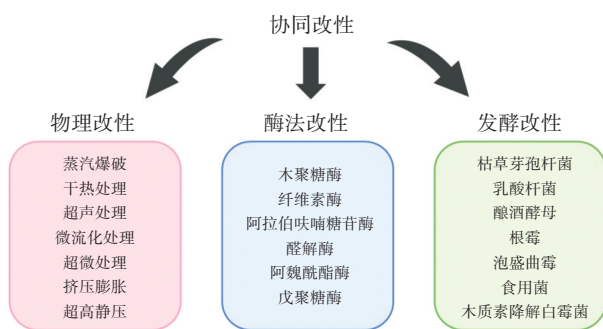 协同改性
物理改性
蒸汽爆破
干热处理
超声处理
微流化处理
超微处理
挤压膨胀
超高静压
酶法改性
木聚糖酶
纤维素酶
阿拉伯呋喃糖苷酶
醛解酶
阿魏酰酯酶
戊聚糖酶
发酵改性
枯草芽孢杆菌
乳酸杆菌
酿酒酵母
根霉
泡盛曲霉
食用菌
木质素降解白霉菌